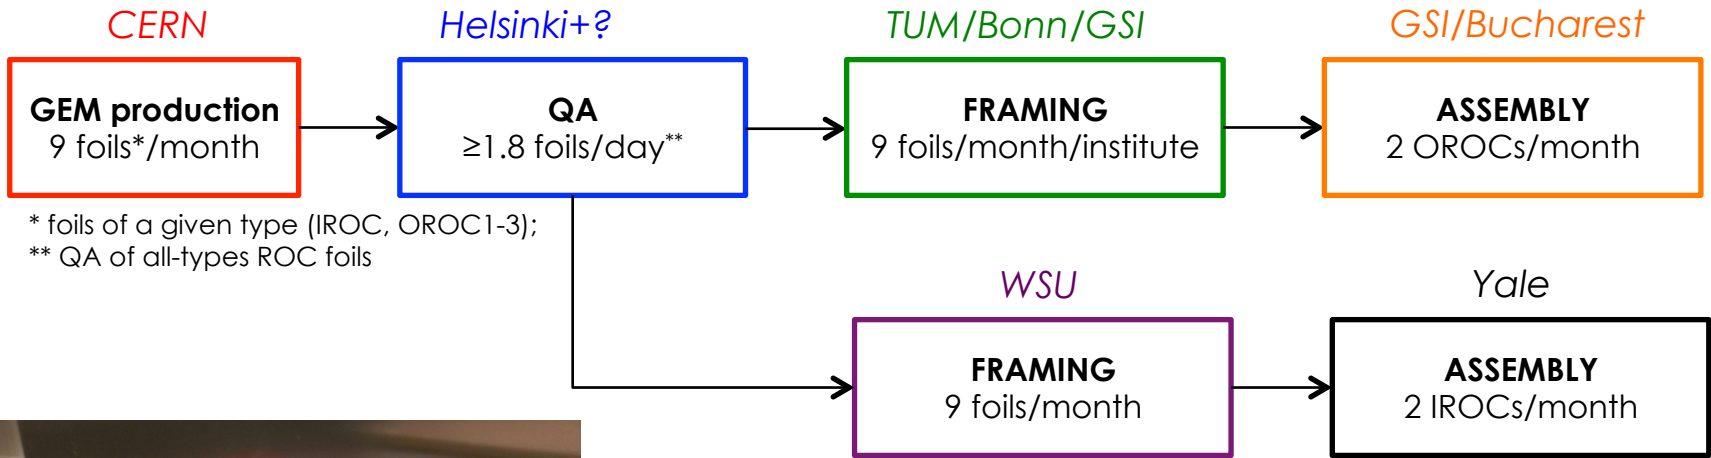 CERN
Helsinki+?
TUM/Bonn/GSI
GSI/Bucharest
GEM production
9 foils*/month
QA
≥1.8 foils/day**
FRAMING
9 foils/month/institute
ASSEMBLY
2 OROCs/month
* foils of a given type (IROC, OROC1-3);
** QA of all-types ROC foils
WSU
Yale
FRAMING
9 foils/month
ASSEMBLY
2 IROCs/month